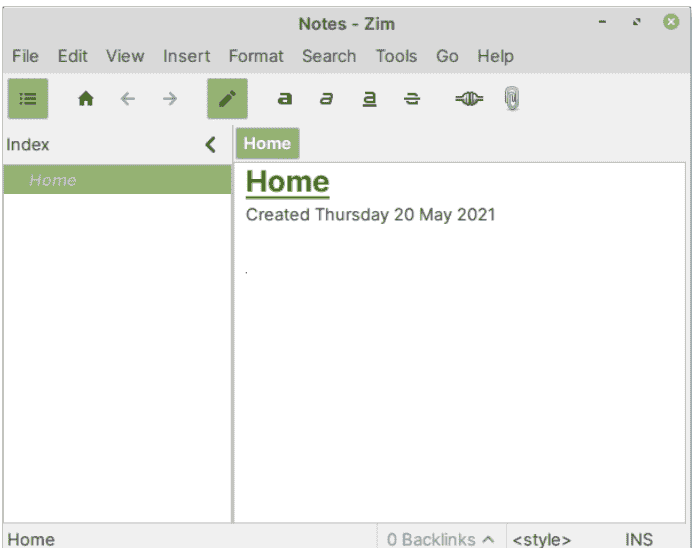 Notes - Zim
File Edit View Insert Format Search Tools Go Help
a a a a
Index
Home
Home
Home
Created Thursday 20 May 2021
.
Home 0 Backlinks <style> INS